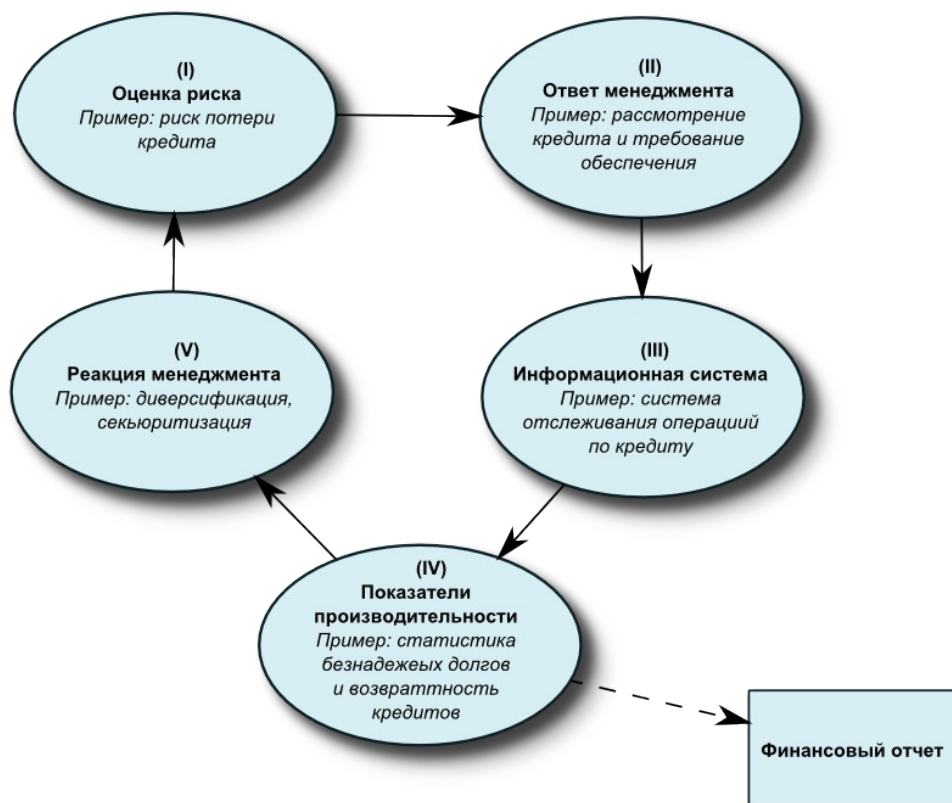 (I)
Оценка риска
Пример: риск потери
кредита
(II)
Ответ менеджмента
Пример: рассмотрение
кредита и требование
обеспечения
(III)
Информационная система
Пример: система
отслеживания операциий
по кредиту
(IV)
Показатели
производительности
Пример: статистика
безнадежеых долгов
и возвраттность
кредитов
(V)
Реакция менеджмента
Пример: диверсификация,
секьюритизация
Финансовый отчет